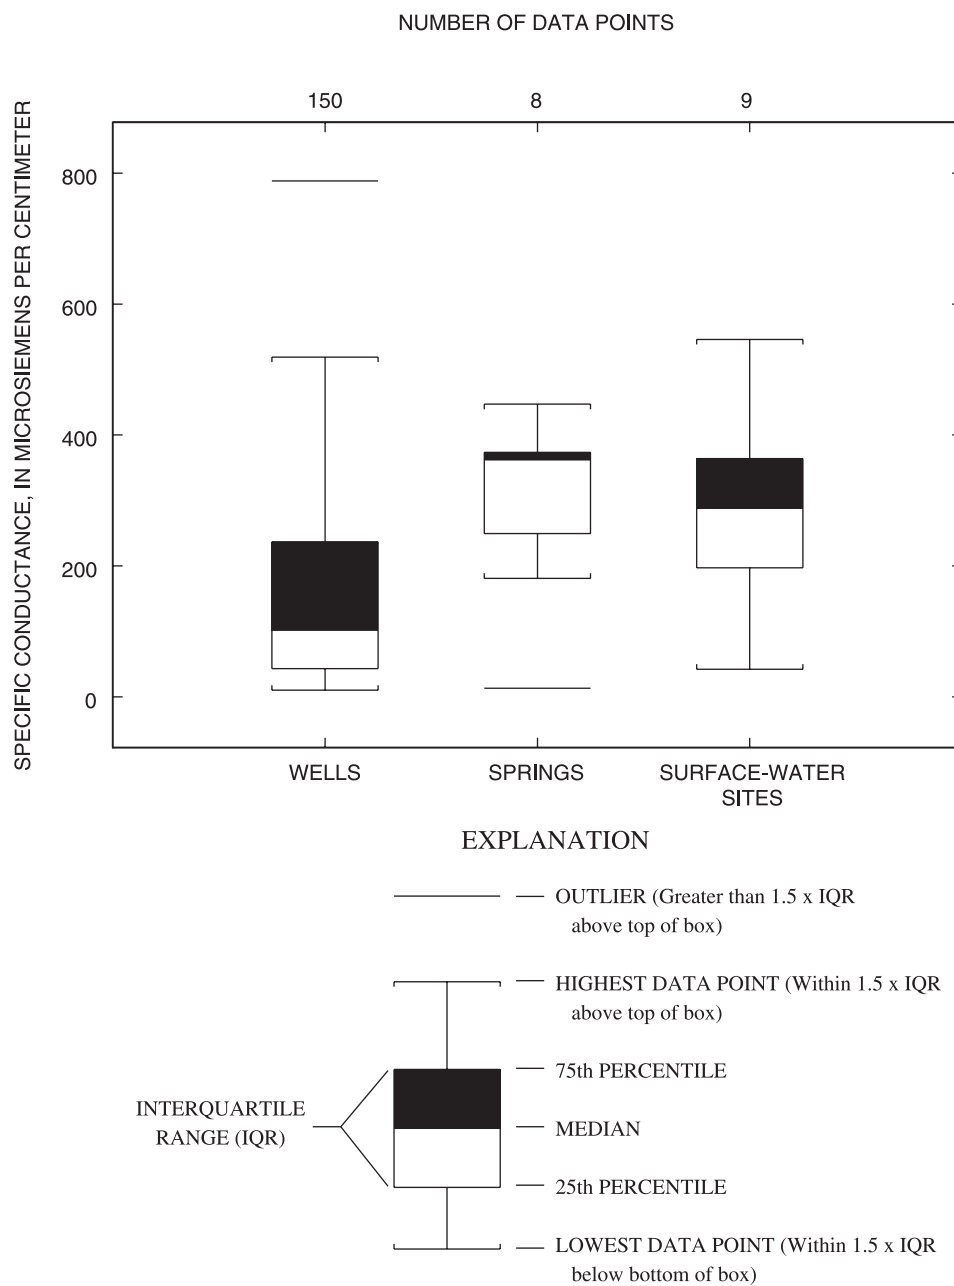 NUMBER OF DATA POINTS
150 8 9
SPECIFIC CONDUCTANCE, IN MICROSIEMENS PER CENTIMETER
800
600
400
200
0
WELLS SPRINGS SURFACE-WATER
SITES
EXPLANATION
OUTLIER (Greater than 1.5 x IQR
above top of box)
HIGHEST DATA POINT (Within 1.5 x IQR
above top of box)
75th PERCENTILE
INTERQUARTILE
RANGE (IQR)
MEDIAN
25th PERCENTILE
LOWEST DATA POINT (Within 1.5 x IQR
below bottom of box)